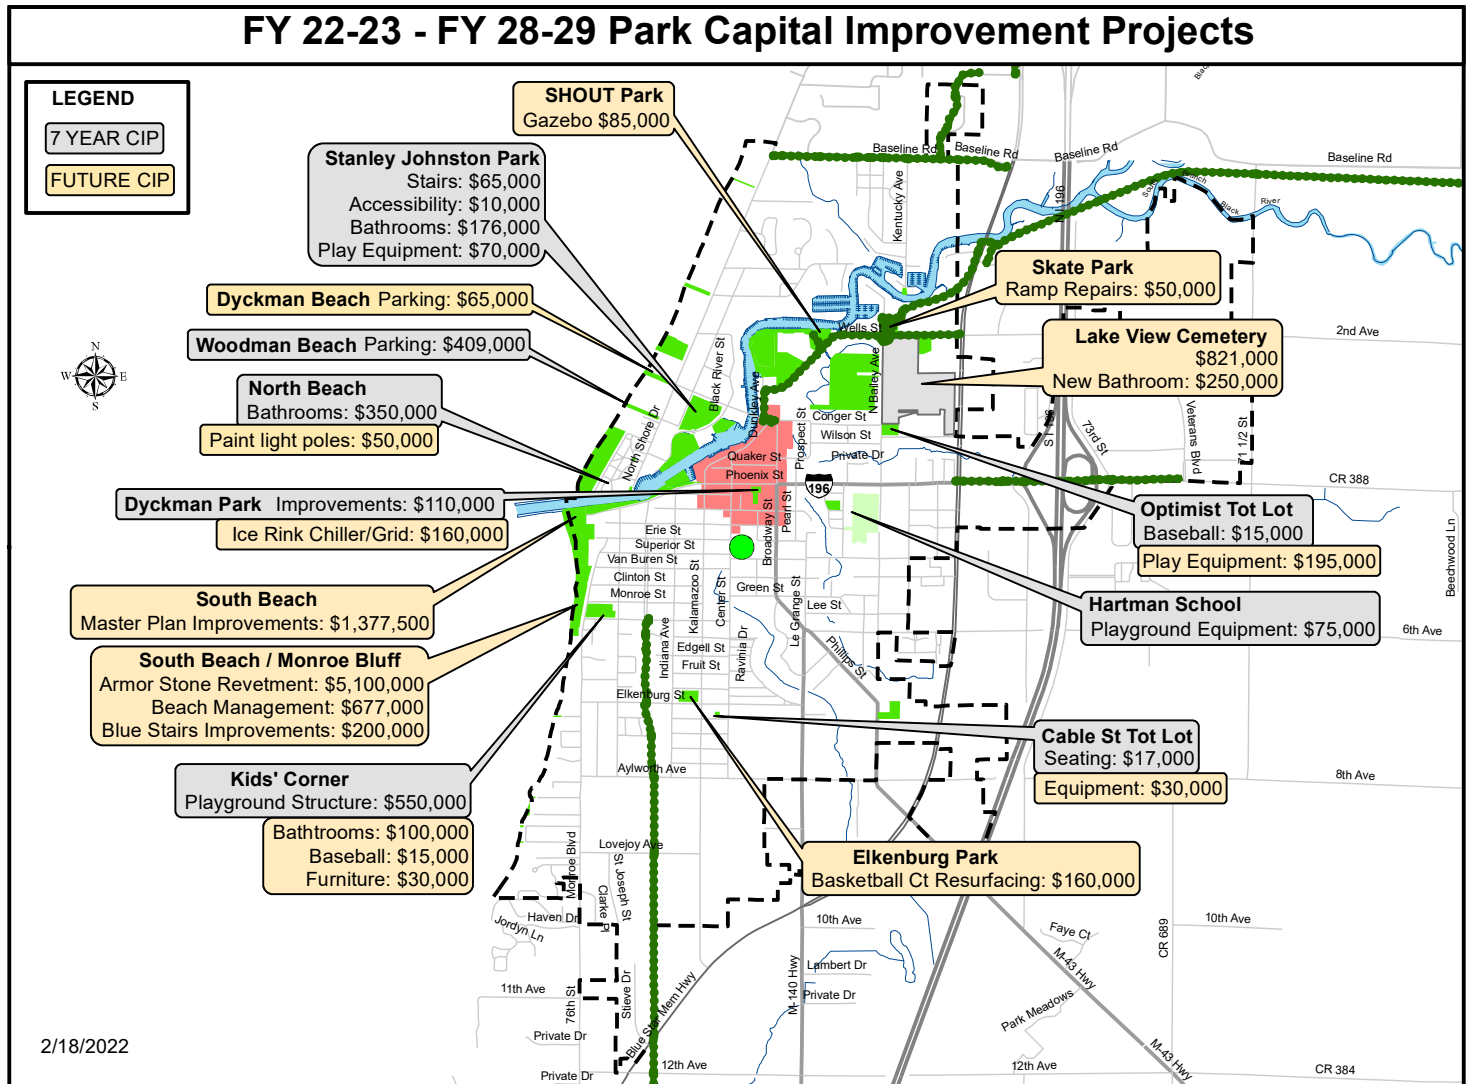 FY 22-23 - FY 28-29 Park Capital Improvement Projects
LEGEND
7 YEAR CIP
FUTURE CIP
SHOUT Park
Gazebo $85,000
Stanley Johnston Park
Stairs: $65,000
Accessibility: $10,000
Bathrooms: $176,000
Play Equipment: $70,000
Dyckman Beach Parking: $65,000
Woodman Beach Parking: $409,000
North Beach
Bathrooms: $350,000
Paint light poles: $50,000
Dyckman Park Improvements: $110,000
Ice Rink Chiller/Grid: $160,000
South Beach
Master Plan Improvements: $1,377,500
South Beach / Monroe Bluff
Armor Stone Revetment: $5,100,000
Beach Management: $677,000
Blue Stairs Improvements: $200,000
Kids' Corner
Playground Structure: $550,000
Bathtrooms: $100,000
Baseball: $15,000
Furniture: $30,000
Skate Park
Ramp Repairs: $50,000
Lake View Cemetery
$821,000
New Bathroom: $250,000
Optimist Tot Lot
Baseball: $15,000
Play Equipment: $195,000
Hartman School
Playground Equipment: $75,000
Cable St Tot Lot
Seating: $17,000
Equipment: $30,000
Elkenburg Park
Basketball Ct Resurfacing: $160,000
N
W E
S
Baseline Rd
Baseline Rd
Baseline Rd
Baseline Rd
Kentucky Ave
N I 196
South
Branch
Black
River
Wells St
2nd Ave
Black River St
Dunkley Ave
N Bailey Ave
North Shore Dr
Conger St
Wilson St
Private Dr
Prospect St
Quaker St
Phoenix St
196
Pearl St
Broadway St
S I 196
73rd St
Veterans Blvd
71 1/2 St
CR 388
Beechwood Ln
Erie St
Superior St
Van Buren St
Clinton St
Monroe St
Kalamazoo St
Center St
Green St
Le Grange St
Lee St
Indiana Ave
Edgell St
Fruit St
Ravinia Dr
Phillips St
6th Ave
Elkenburg St
Aylworth Ave
8th Ave
Lovejoy Ave
Monroe Blvd
St Joseph St
Clarke Pl
Haven Dr
Jordyn Ln
10th Ave
Faye Ct
CR 689
10th Ave
Lambert Dr
M-43 Hwy
M-140 Hwy
Private Dr
Park Meadows
11th Ave
76th St
Stieve Dr
Blue Star Mem Hwy
Private Dr
M-43 Hwy
12th Ave
12th Ave
CR 384
Private Dr
2/18/2022